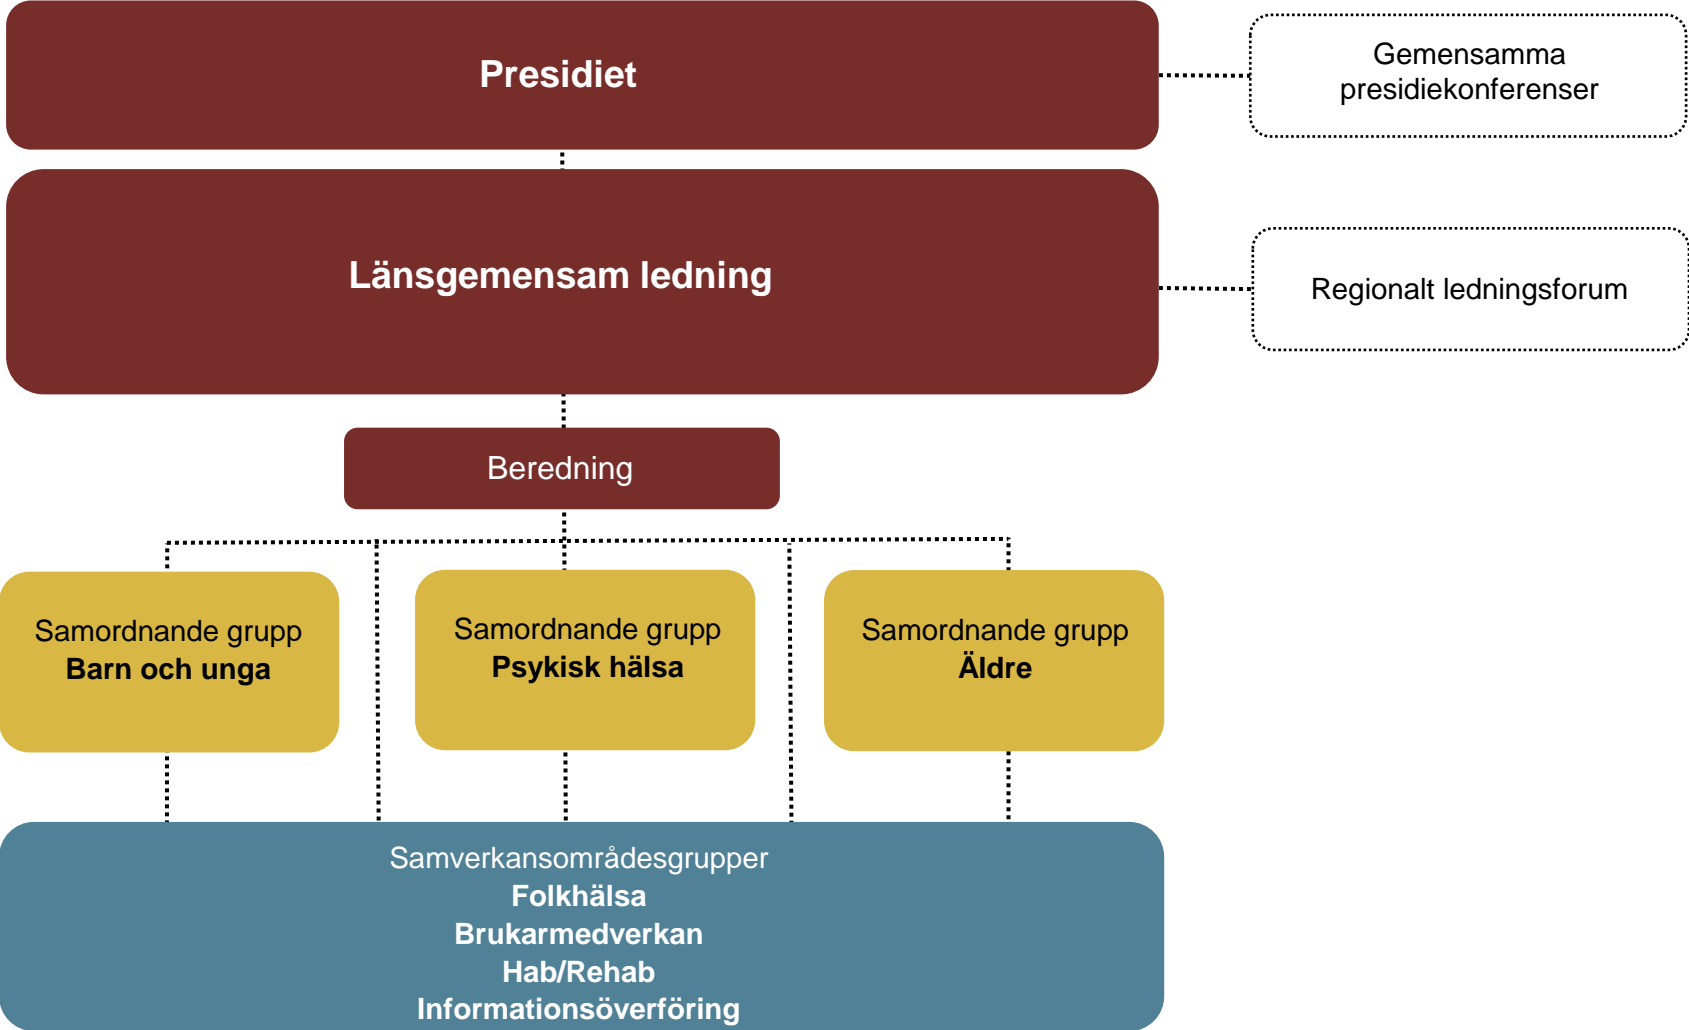 Presidiet
Gemensamma
presidiekonferenser
Länsgemensam ledning
Regionalt ledningsforum
Beredning
Samordnande grupp
Barn och unga
Samordnande grupp
Psykisk hälsa
Samordnande grupp
Äldre
Samverkansområdesgrupper
Folkhälsa
Brukarmedverkan
Hab/Rehab
Informationsöverföring